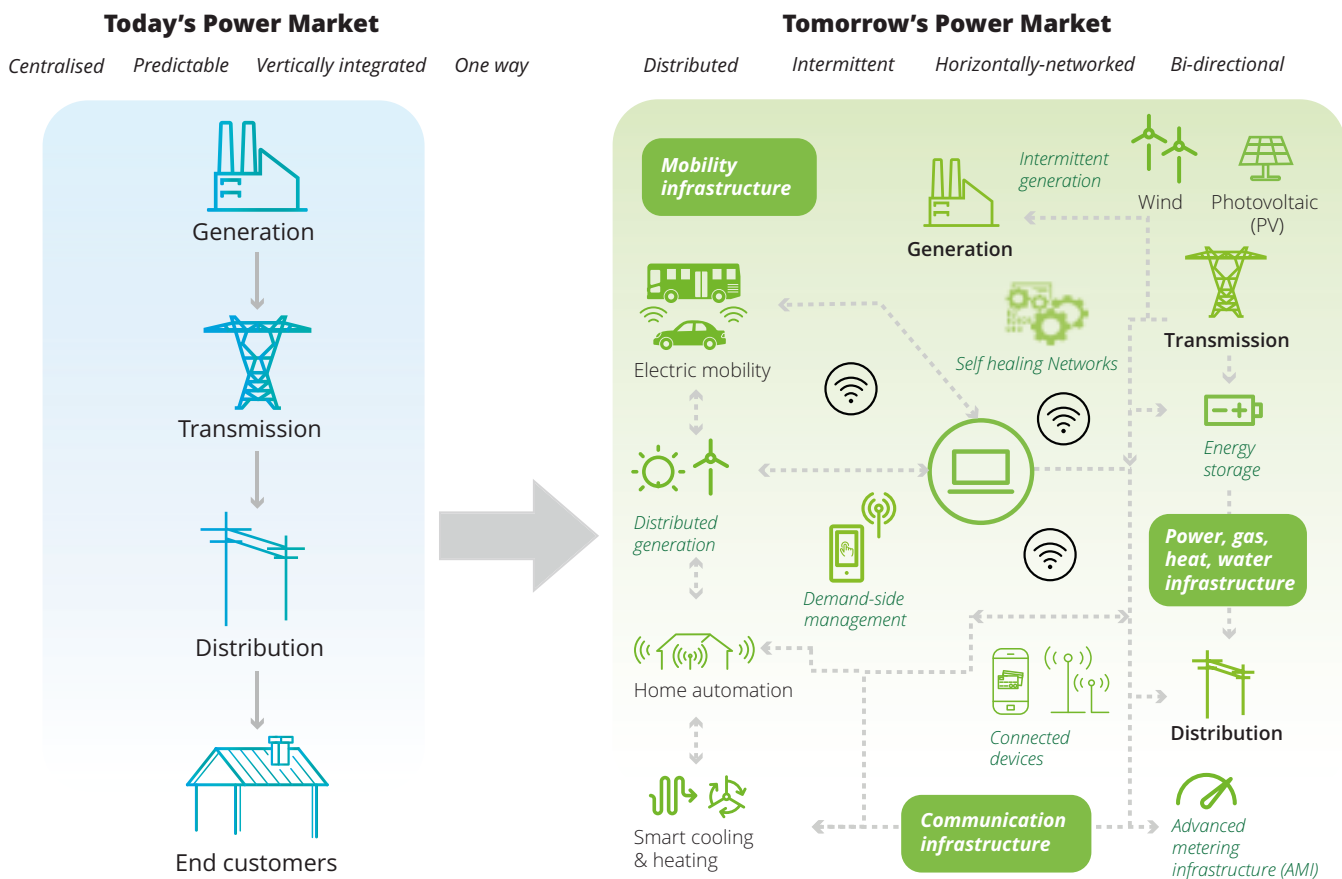 Today's Power Market
Centralised Predictable Vertically integrated One way
Generation
Transmission
Distribution
End customers
Tomorrow's Power Market
Distributed Intermittent Horizontally-networked Bi-directional
Mobility
infrastructure
Intermittent
generation
Wind
Photovoltaic
(PV)
Generation
Transmission
Electric mobility
Self healing Networks
Energy
storage
Distributed
generation
Demand-side
management
Power, gas,
heat, water
infrastructure
Home automation
Connected
devices
Distribution
Smart cooling
& heating
Communication
infrastructure
Advanced
metering
infrastructure (AMI)